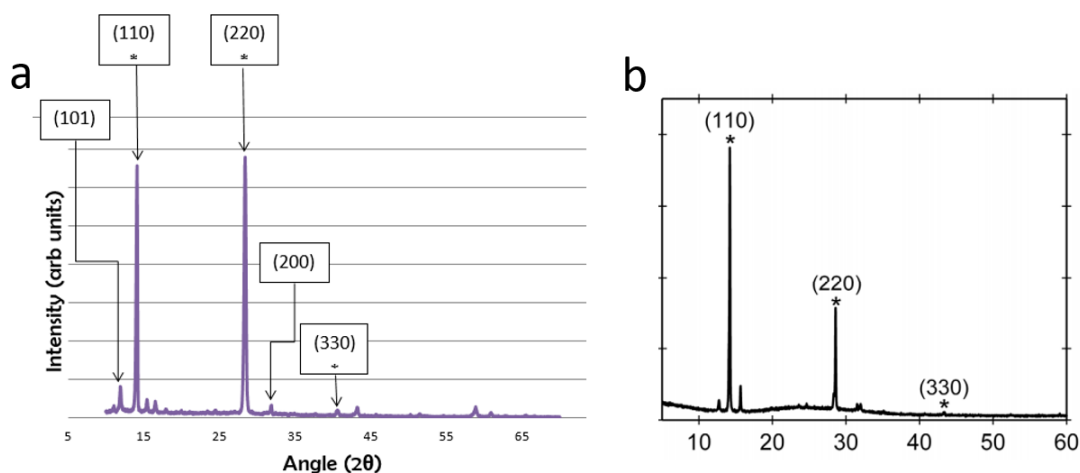 a
(110)
*
(220)
*
(101)
(200)
(330)
*
Intensity (arb units)
5 15 25 35 45 55 65
Angle (2θ)
b
(110)
*
(220)
*
(330)
*
10 20 30 40 50 60